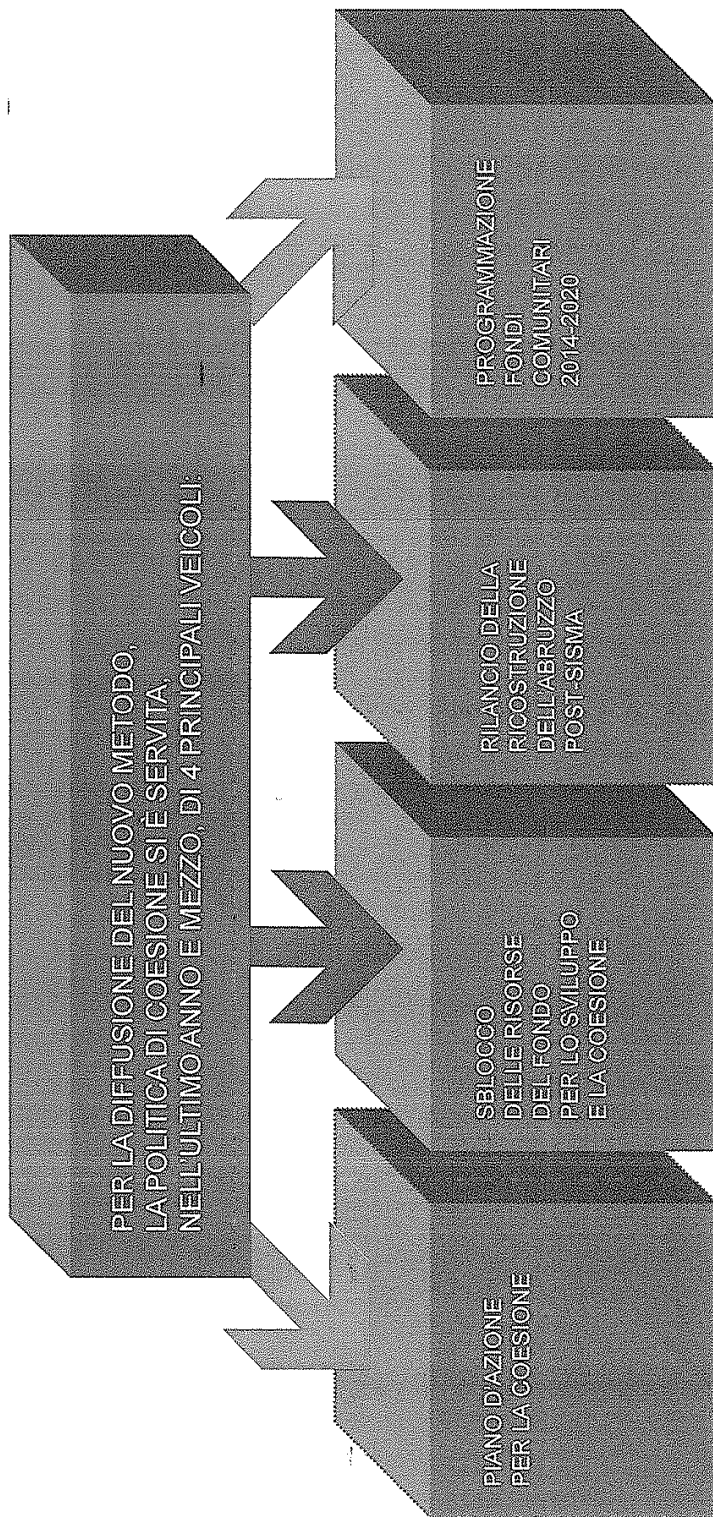 PER LA DIFFUSIONE DEL NUOVO METODO,
LA POLITICA DI COESIONE SI È SERVITA,
NELL'ULTIMO ANNO E MEZZO, DI 4 PRINCIPALI VEICOLI:
PIANO D'AZIONE
PER LA COESIONE
SBLOCCO
DELLE RISORSE
DEL FONDO
PER LO SVILUPPO
E LA COESIONE
RILANCIO DELLA
RICOSTRUZIONE
DELL'ABRUZZO
POST-SISMA
PROGRAMMAZIONE
FONDI
COMUNITARI
2014-2020